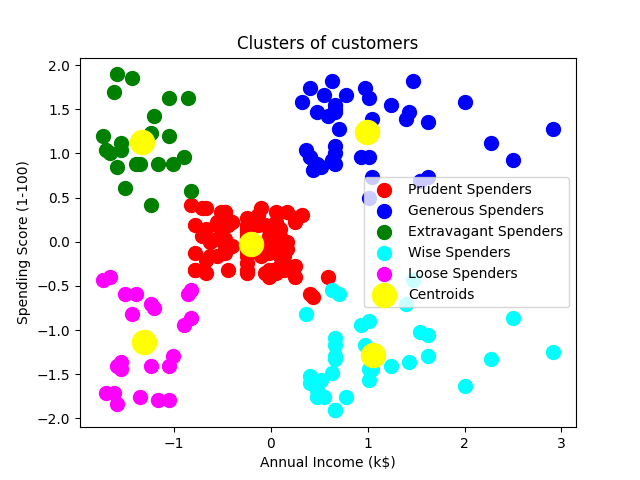 Clusters of customers
2.0
1.5
1.0
0.5
0.0
−0.5
−1.0
−1.5
−2.0
Spending Score (1-100)
Prudent Spenders
Generous Spenders
Extravagant Spenders
Wise Spenders
Loose Spenders
Centroids
−1 0 1 2 3
Annual Income (k$)